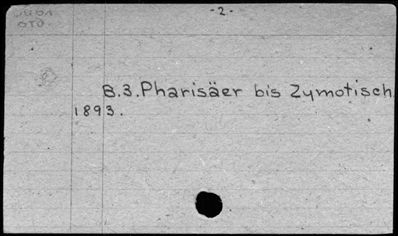 -2-
B.3.Pharisäer bis Zymotisch
1893.